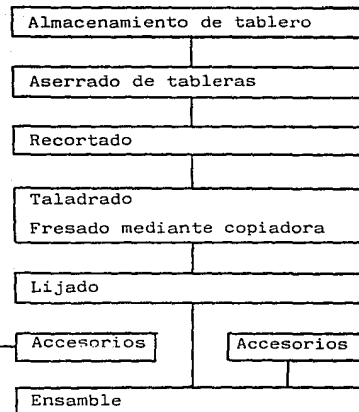 Almacenamiento de tablero
Aserrado de tableras
Recortado
Taladrado
Fresado mediante copiadora
Lijado
Accesorios
Accesorios
Ensamble